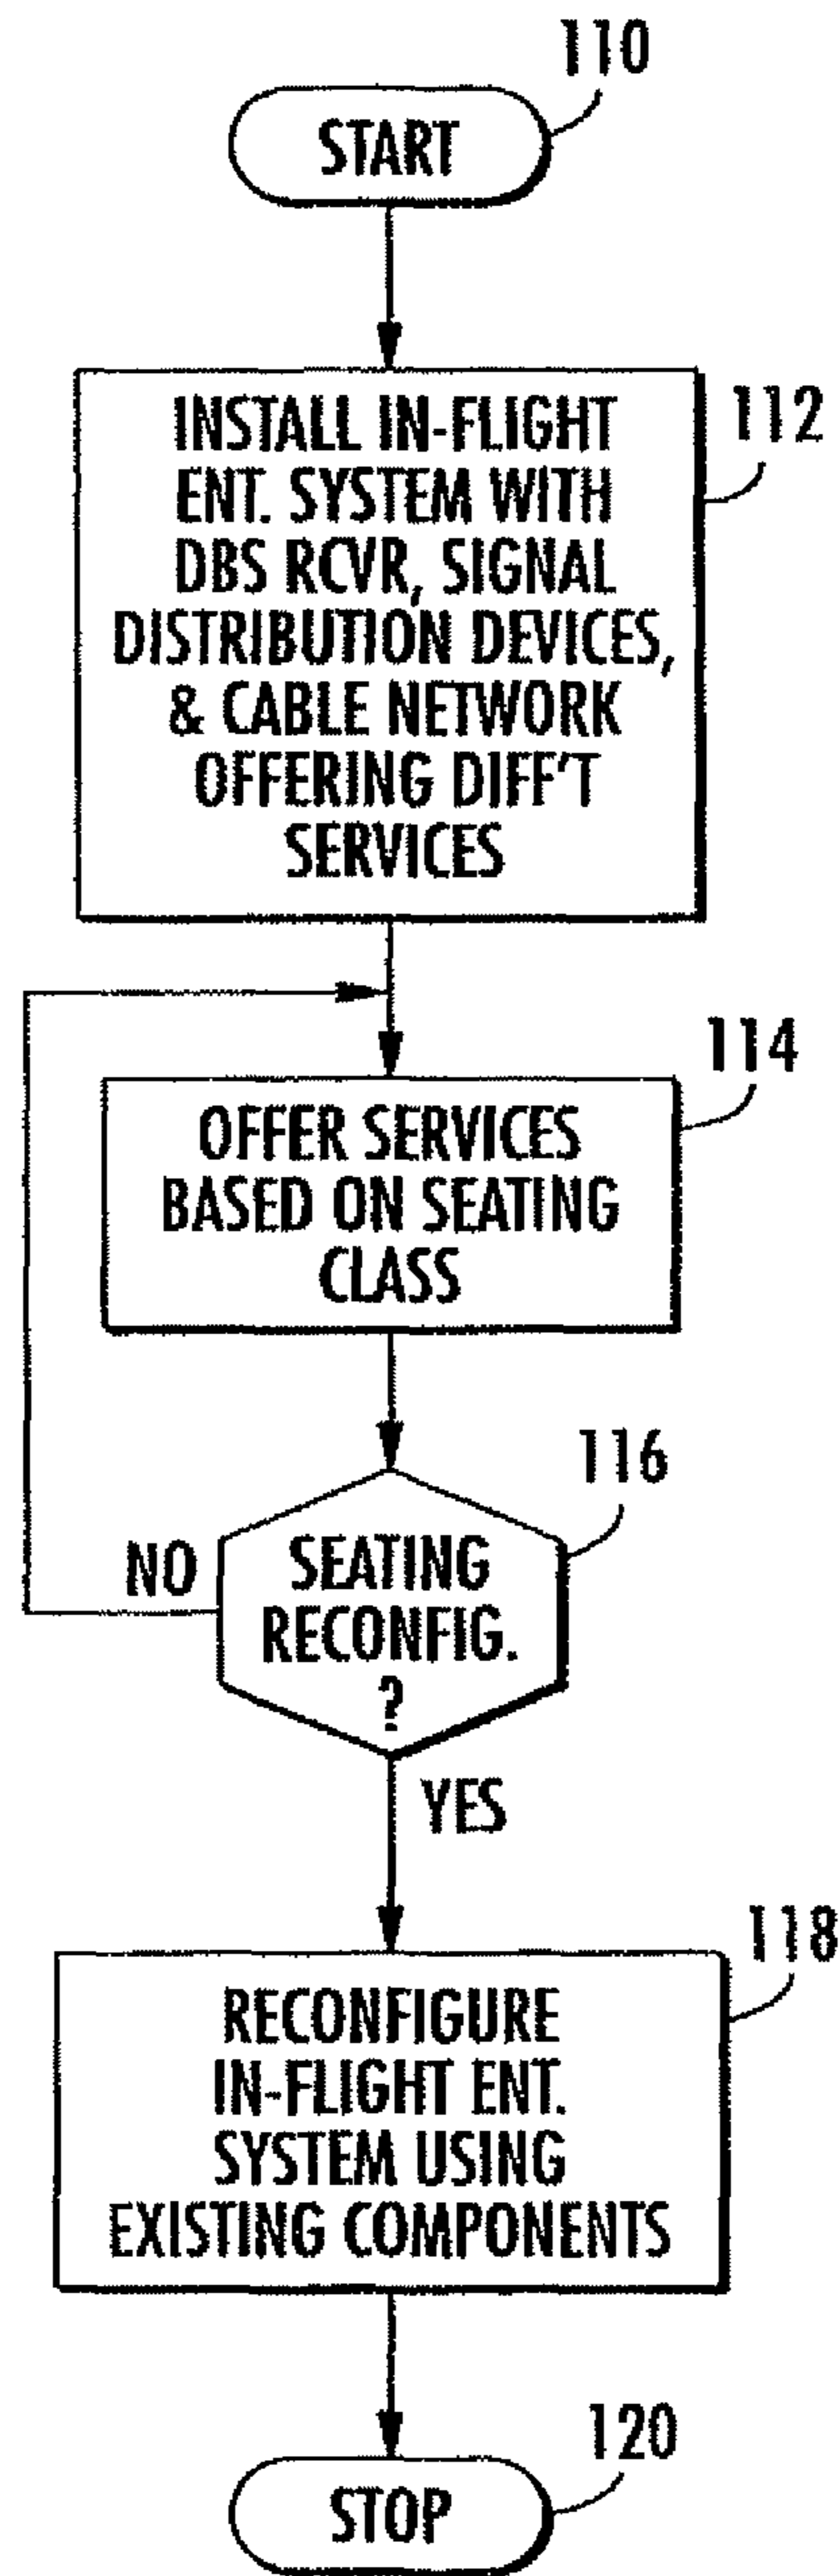 110
START
112
INSTALL IN-FLIGHT
ENT. SYSTEM WITH
DBS RCVR, SIGNAL
DISTRIBUTION DEVICES,
& CABLE NETWORK
OFFERING DIFF'T
SERVICES
114
OFFER SERVICES
BASED ON SEATING
CLASS
116
NO
SEATING
RECONFIG.
?
YES
118
RECONFIGURE
IN-FLIGHT ENT.
SYSTEM USING
EXISTING COMPONENTS
120
STOP